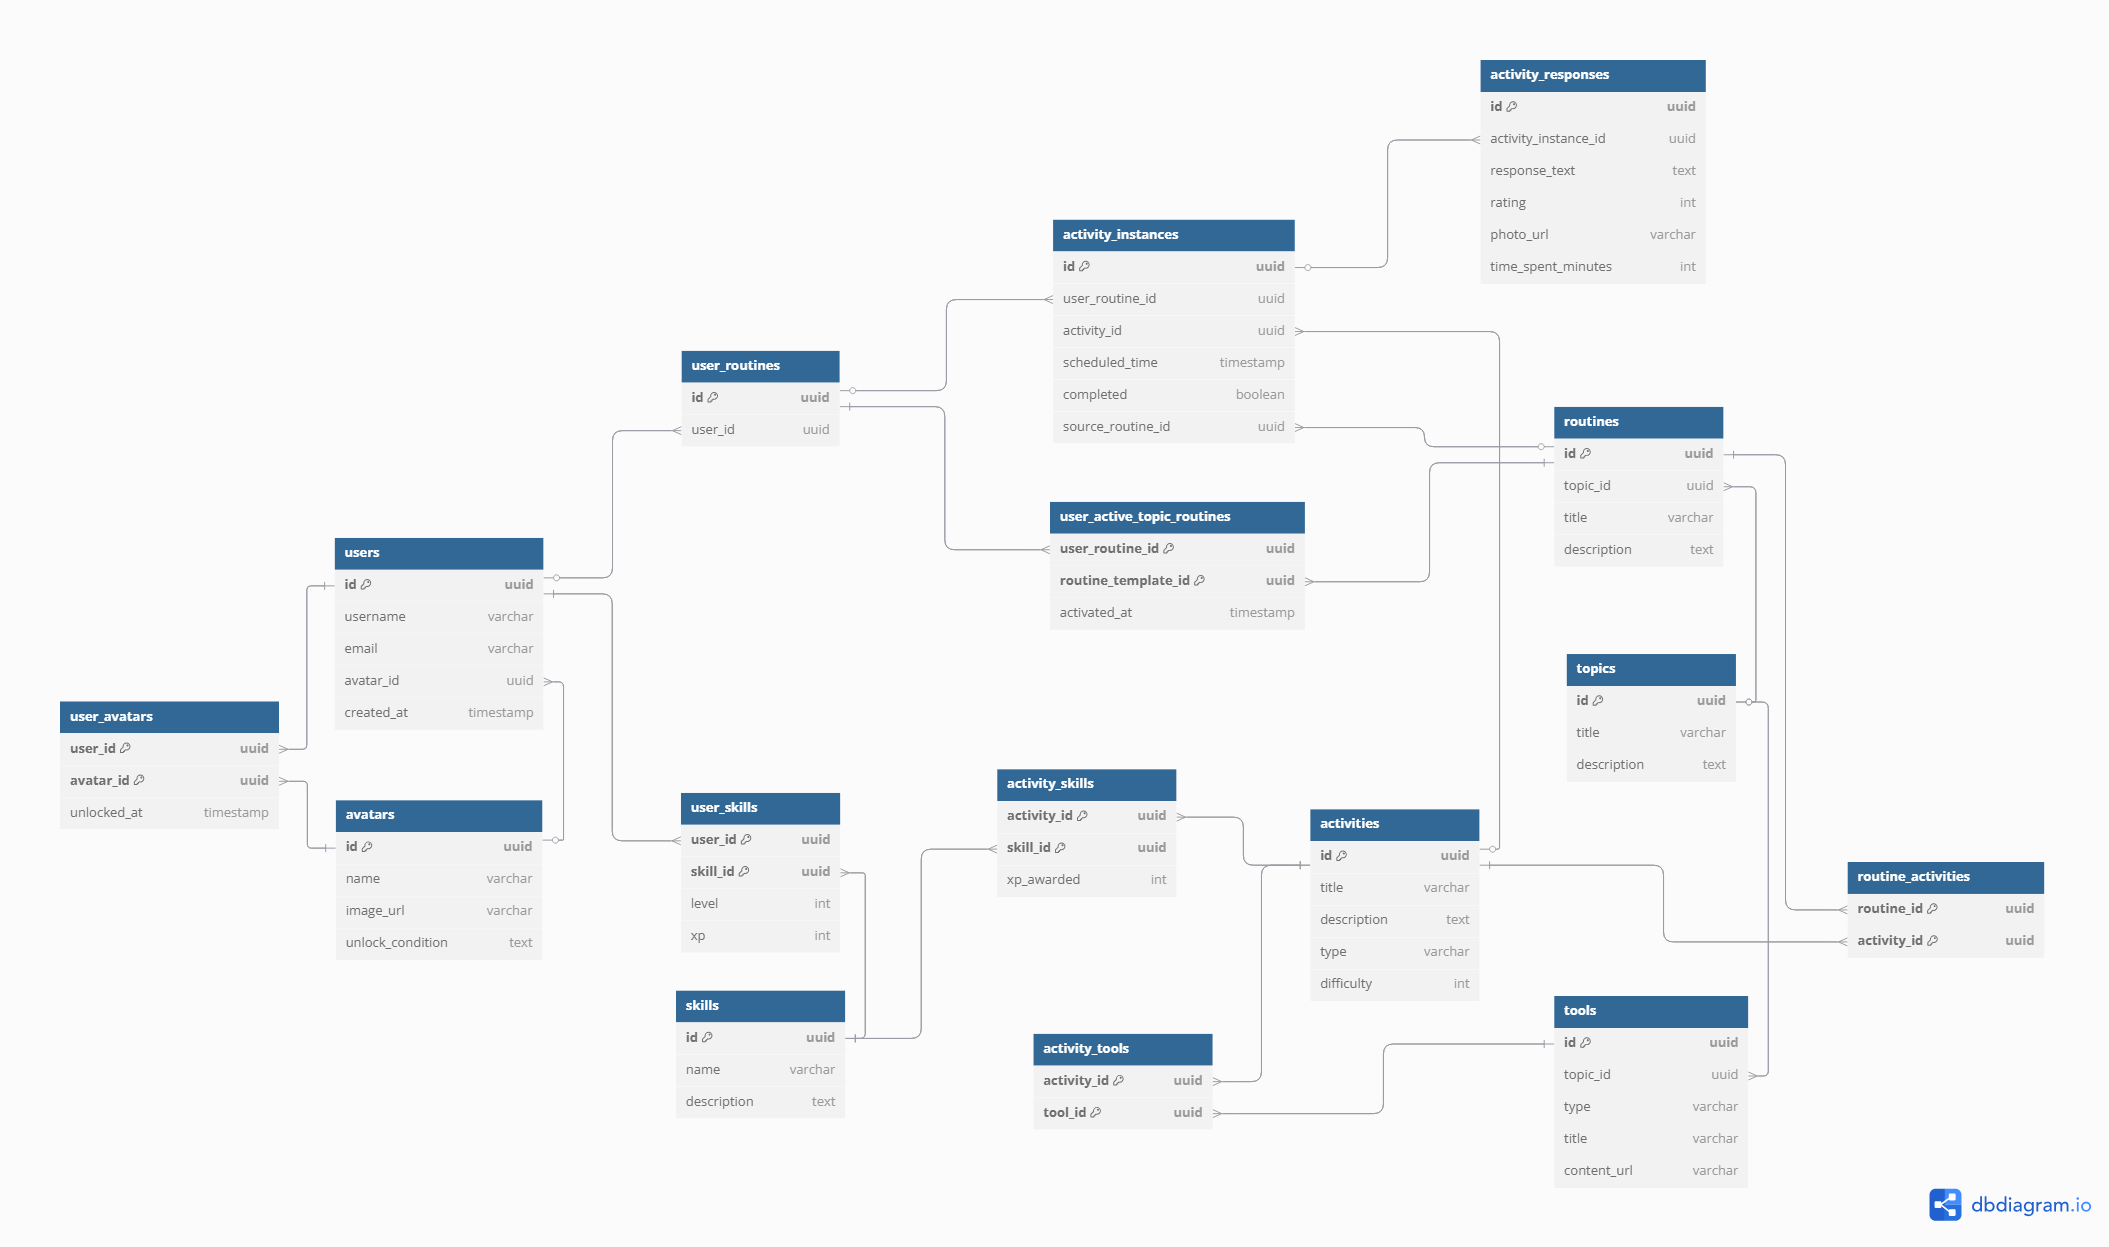 activity_responses
id uuid
activity_instance_id uuid
response_text text
rating int
photo_url varchar
time_spent_minutes int
activity_instances
id uuid
user_routine_id uuid
activity_id uuid
scheduled_time timestamp
completed boolean
source_routine_id uuid
user_routines
id uuid
user_id uuid
routines
id uuid
topic_id uuid
title varchar
description text
user_active_topic_routines
user_routine_id uuid
routine_template_id uuid
activated_at timestamp
users
id uuid
username varchar
email varchar
avatar_id uuid
created_at timestamp
topics
id uuid
title varchar
description text
user_avatars
user_id uuid
avatar_id uuid
unlocked_at timestamp
avatars
id uuid
name varchar
image_url varchar
unlock_condition text
user_skills
user_id uuid
skill_id uuid
level int
xp int
activity_skills
activity_id uuid
skill_id uuid
xp_awarded int
activities
id uuid
title varchar
description text
type varchar
difficulty int
routine_activities
routine_id uuid
activity_id uuid
skills
id uuid
name varchar
description text
activity_tools
activity_id uuid
tool_id uuid
tools
id uuid
topic_id uuid
type varchar
title varchar
content_url varchar
dbdiagram.io